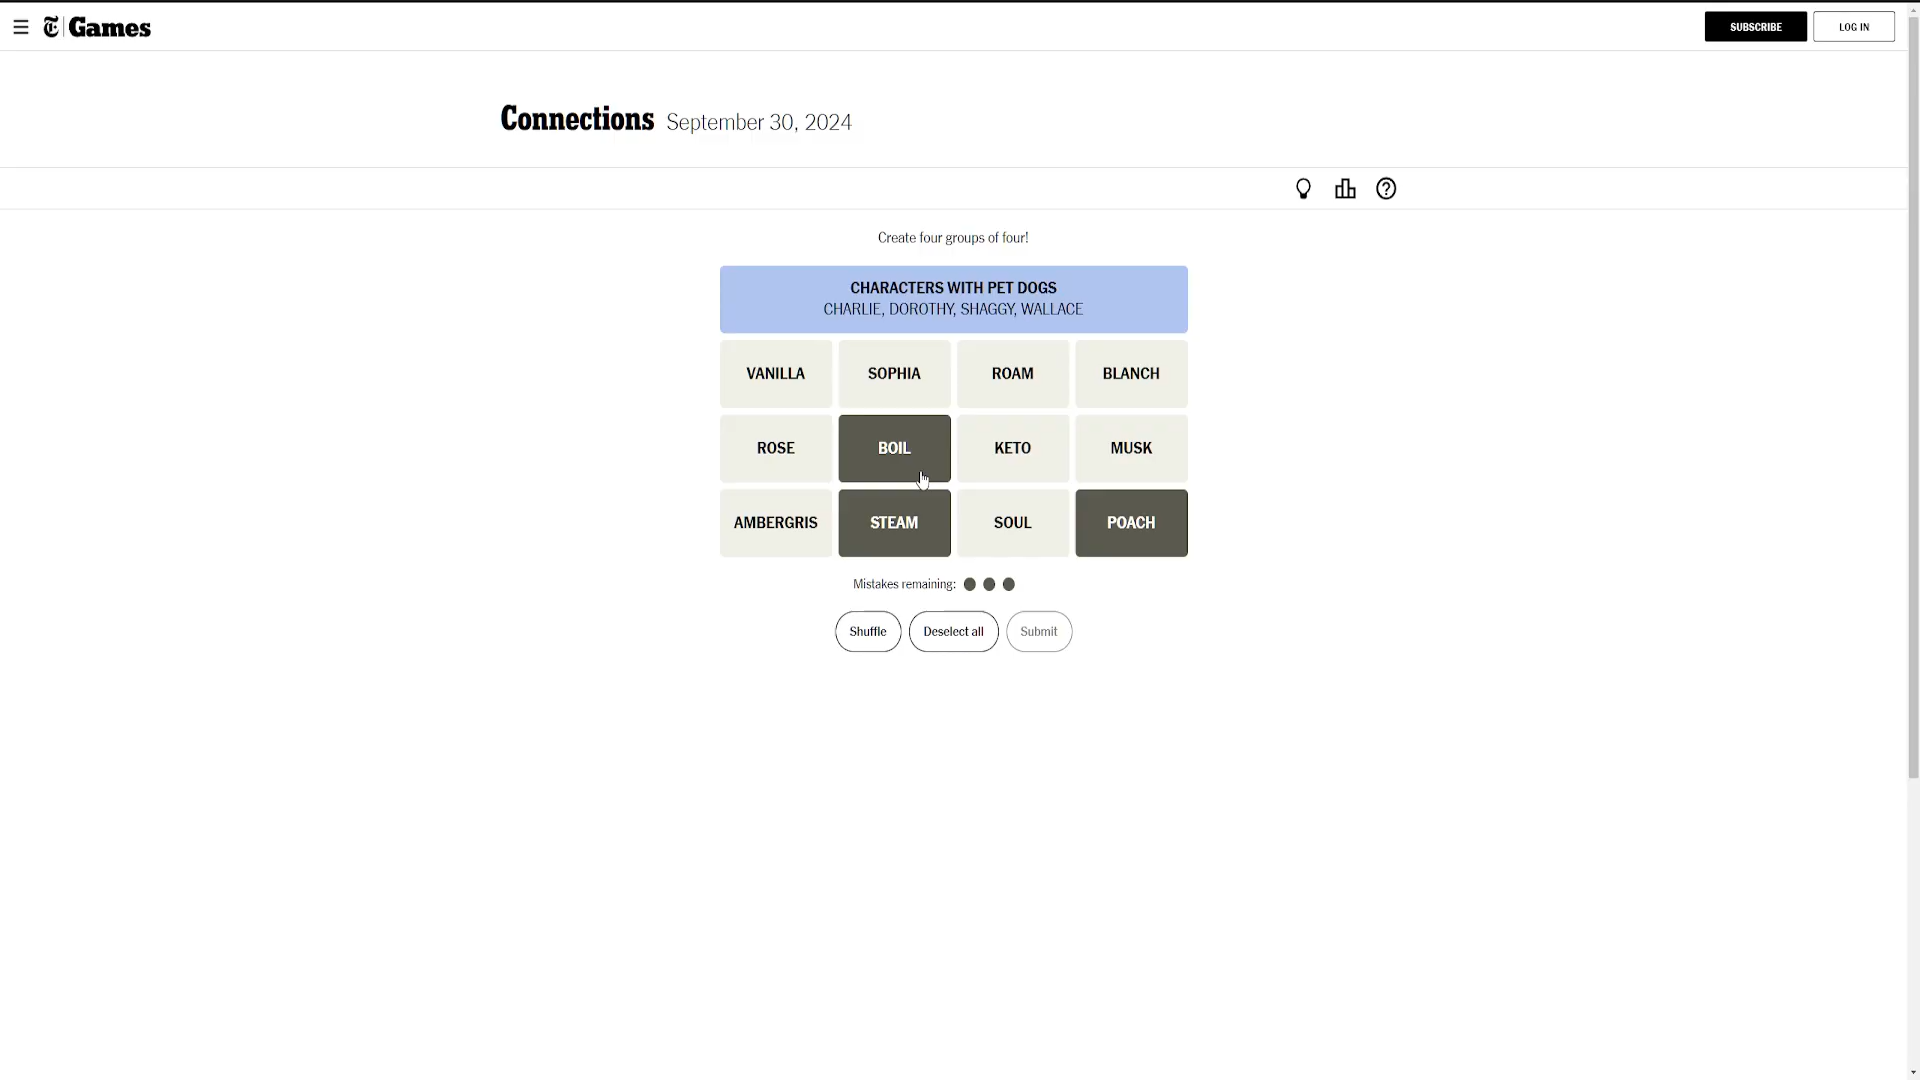 Games
SUBSCRIBE
LOG IN
Connections September 30, 2024
Create four groups of four!
CHARACTERS WITH PET DOGS
CHARLIE, DOROTHY, SHAGGY, WALLACE
VANILLA SOPHIA ROAM BLANCH
ROSE BOIL KETO MUSK
AMBERGRIS STEAM SOUL POACH
Mistakes remaining:
Shuffle Deselect all Submit